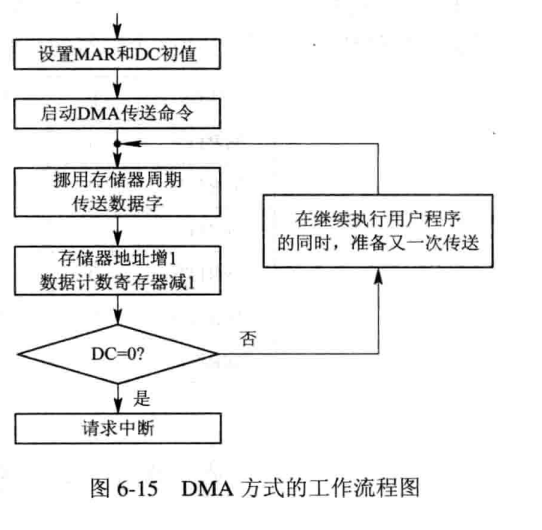 设置MAR和DC初值
启动DMA传送命令
挪用存储器周期
传送数据字
在继续执行用户程序
的同时，准备又一次传送
存储器地址增1
数据计数寄存器减1
DC=0?
否
是
请求中断
图 6-15 DMA 方式的工作流程图